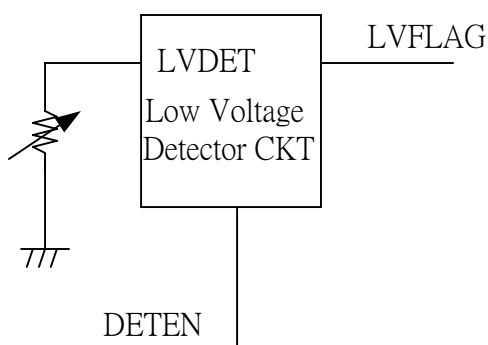 LVFLAG
LVDET
Low Voltage
Detector CKT
DETEN